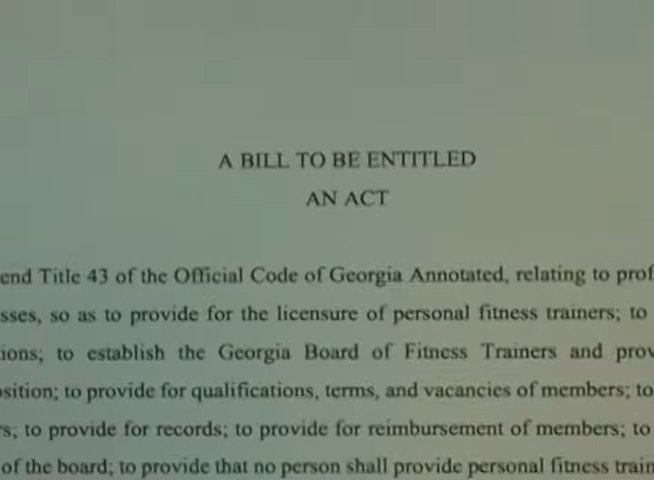 A BILL TO BE ENTITLED
AN ACT
end Title 43 of the Official Code of Georgia Annotated, relating to prof
sses, so as to provide for the licensure of personal fitness trainers; to
ions; to establish the Georgia Board of Fitness Trainers and prov
sition; to provide for qualifications, terms, and vacancies of members; to
rs; to provide for records; to provide for reimbursement of members; to
of the board; to provide that no person shall provide personal fitness train